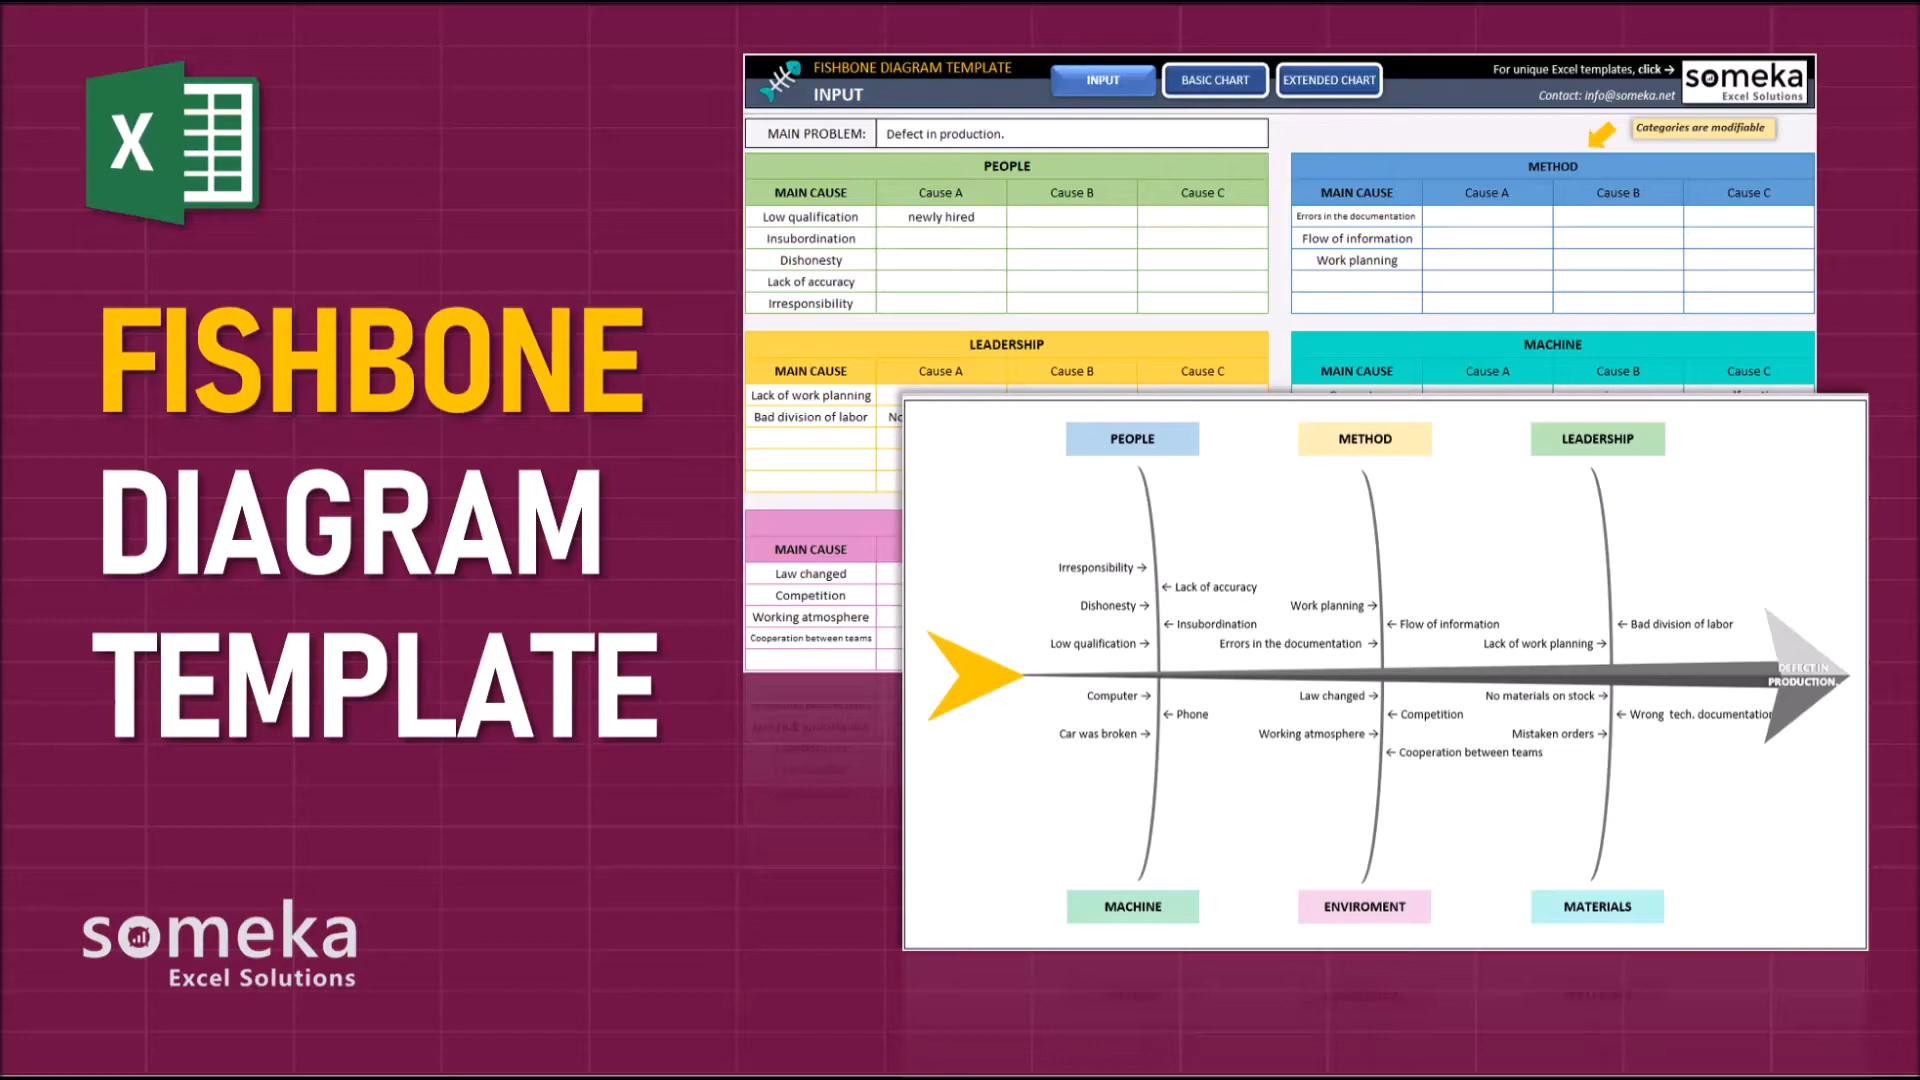 X
FISHBONE
DIAGRAM
TEMPLATE
someka
Excel Solutions
FISHBONE DIAGRAM TEMPLATE
INPUT
INPUT
BASIC CHART
EXTENDED CHART
For unique Excel templates, click →
Contact: info@someka.net
someka
Excel Solutions
MAIN PROBLEM: Defect in production.
Categories are modifiable
PEOPLE
MAIN CAUSE Cause A Cause B Cause C
Low qualification newly hired
Insubordination
Dishonesty
Lack of accuracy
Irresponsibility
METHOD
MAIN CAUSE Cause A Cause B Cause C
Errors in the documentation
Flow of information
Work planning
LEADERSHIP
MAIN CAUSE Cause A Cause B Cause C
Lack of work planning
Bad division of labor No
MACHINE
MAIN CAUSE Cause A Cause B Cause C
MAIN CAUSE
Law changed
Competition
Working atmosphere
Cooperation between teams
PEOPLE METHOD LEADERSHIP
Irresponsibility →
← Lack of accuracy
Dishonesty → Work planning →
← Insubordination ← Flow of information ← Bad division of labor
Low qualification → Errors in the documentation → Lack of work planning →
DEFECT IN
PRODUCTION.
Computer → Law changed → No materials on stock →
← Phone ← Competition ← Wrong tech. documentation
Car was broken → Working atmosphere → Mistaken orders →
← Cooperation between teams
MACHINE ENVIROMENT MATERIALS